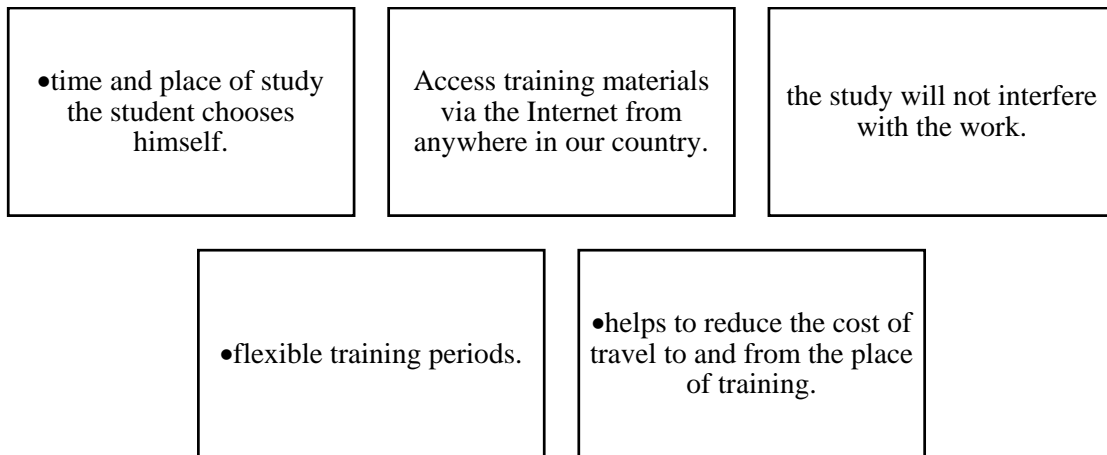 •time and place of study
the student chooses
himself.
Access training materials
via the Internet from
anywhere in our country.
the study will not interfere
with the work.
•flexible training periods.
•helps to reduce the cost of
travel to and from the place
of training.